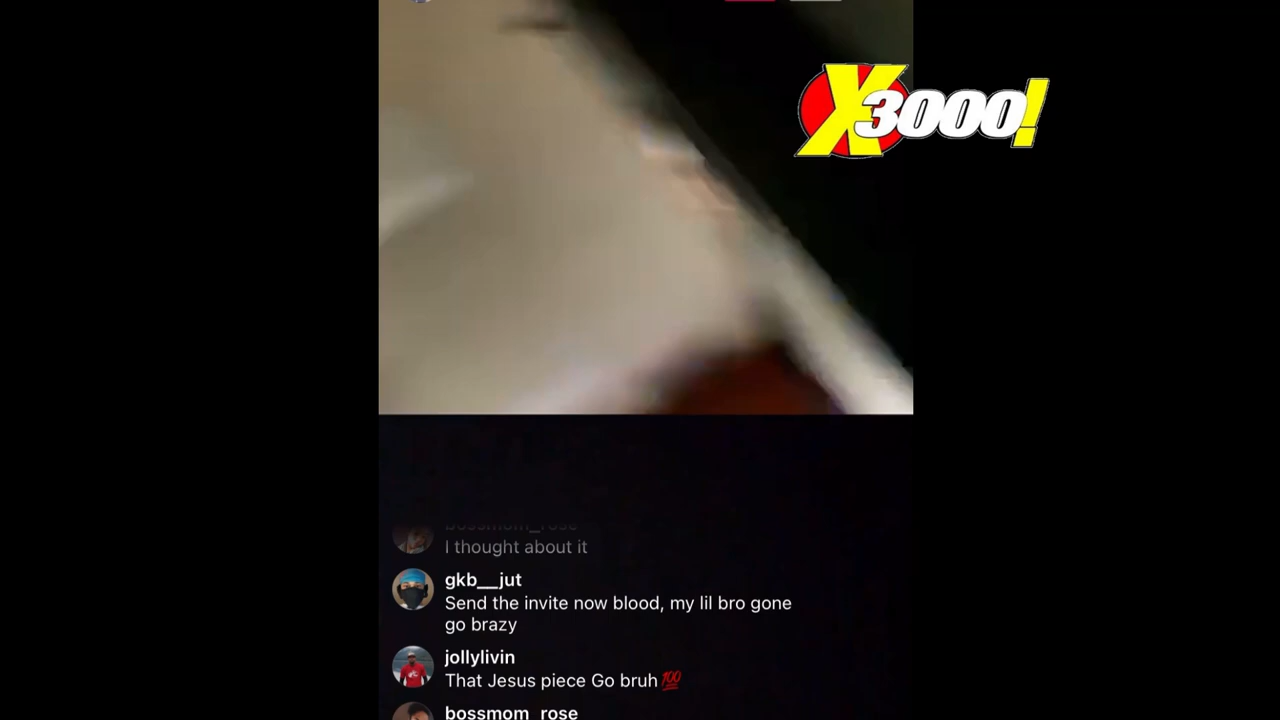 X3000!
bossmom_rose
I thought about it
gkb__jut
Send the invite now blood, my lil bro gone
go brazy
jollylivin
That Jesus piece Go bruh💯
bossmom_rose